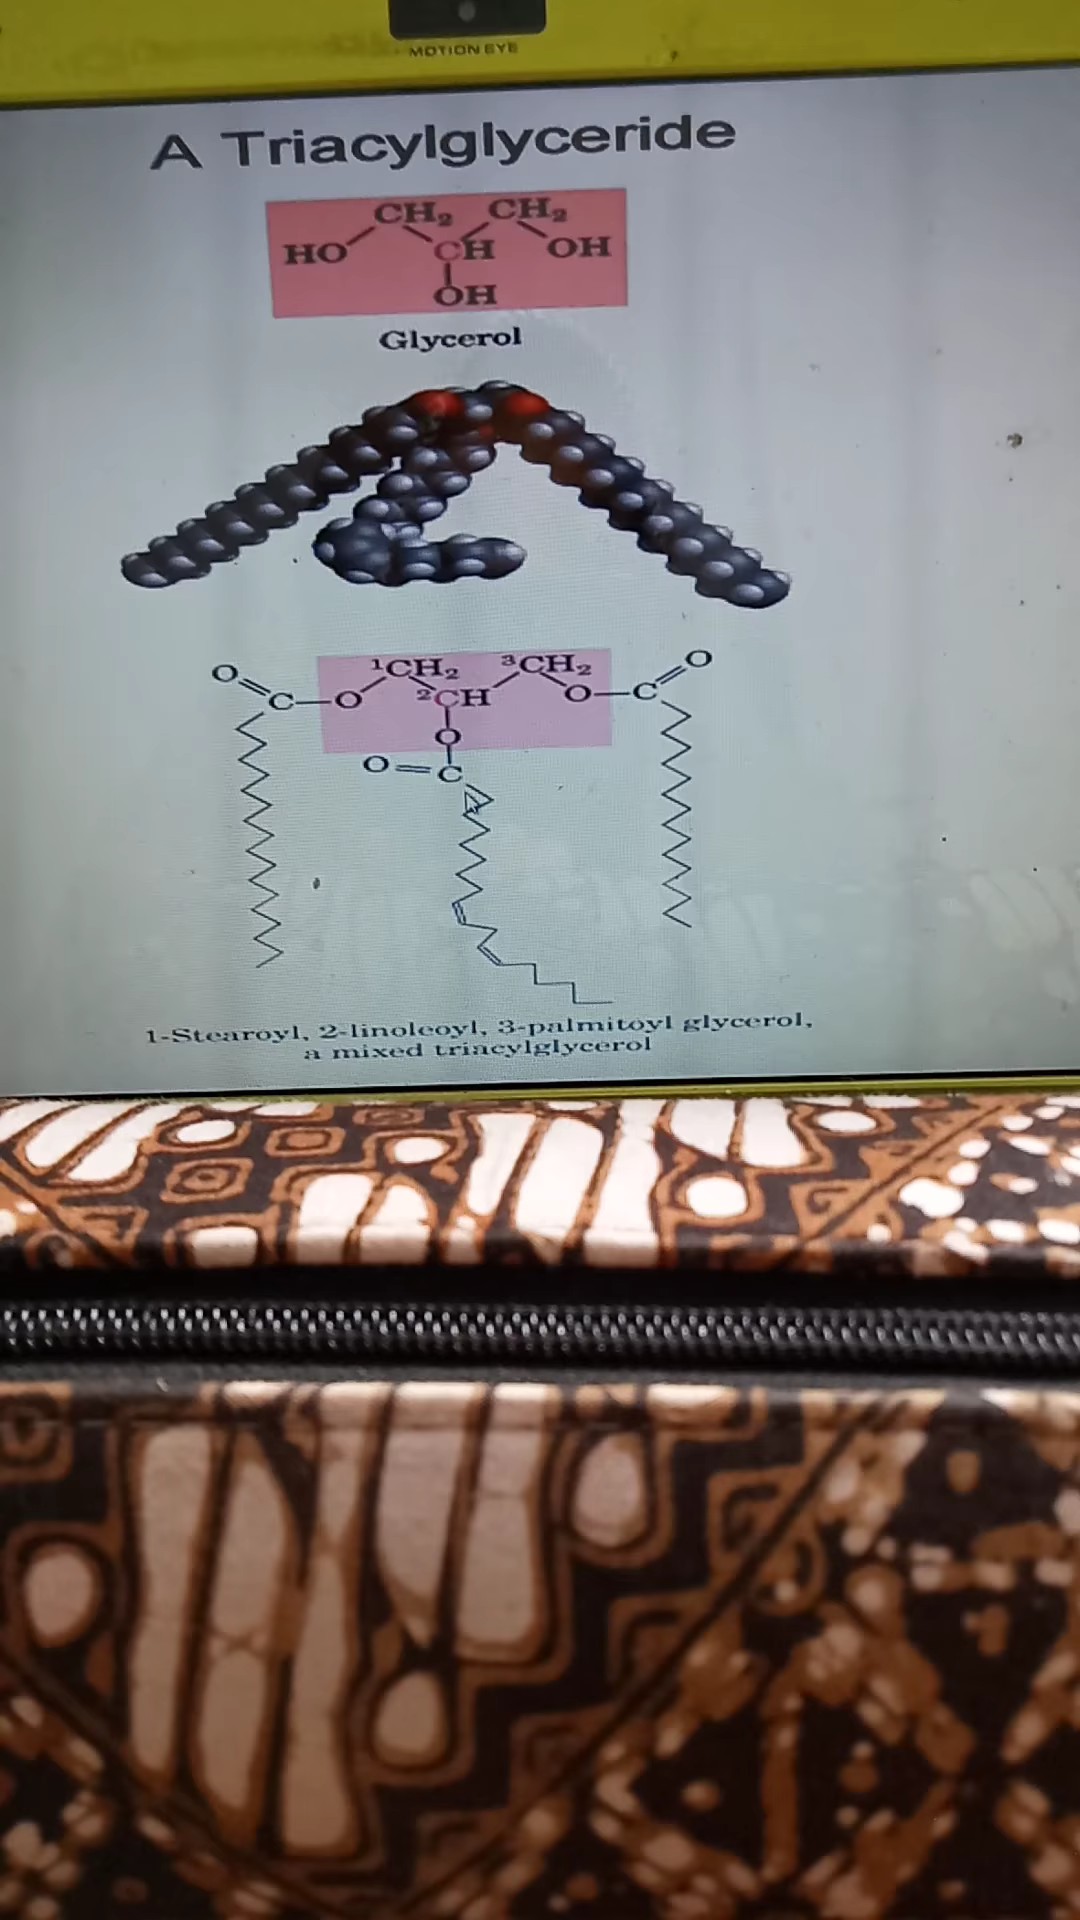 MOTION EYE
A Triacylglyceride
CH₂ CH₂
HO CH OH
OH
Glycerol
O ¹CH₂ ³CH₂ O
C O ²CH O C
O
O C
1-Stearoyl, 2-linoleoyl, 3-palmitoyl glycerol,
a mixed triacylglycerol